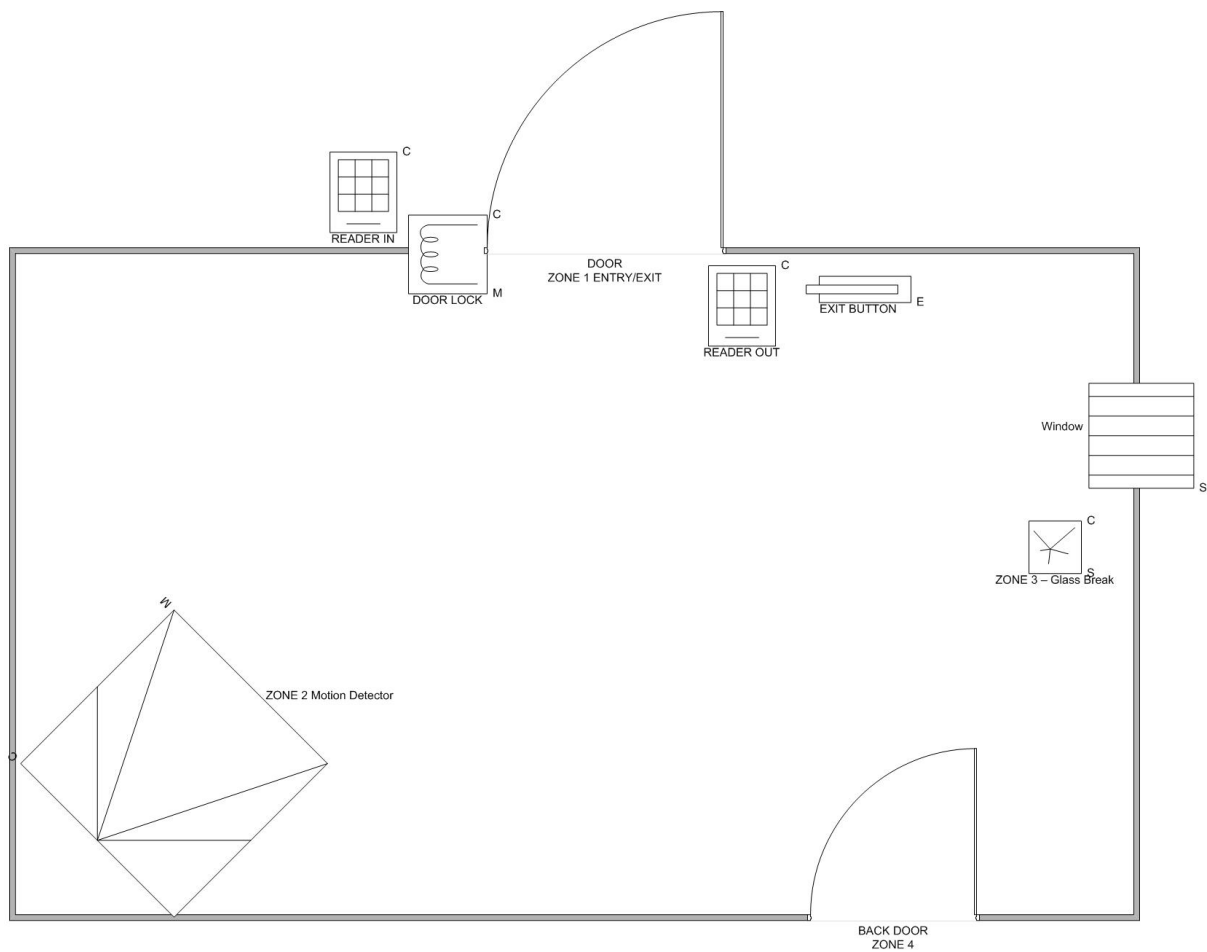 C
READER IN
C
DOOR LOCK
M
DOOR
ZONE 1 ENTRY/EXIT
C
READER OUT
EXIT BUTTON
E
Window
S
C
S
ZONE 3 – Glass Break
M
ZONE 2 Motion Detector
C
BACK DOOR
ZONE 4